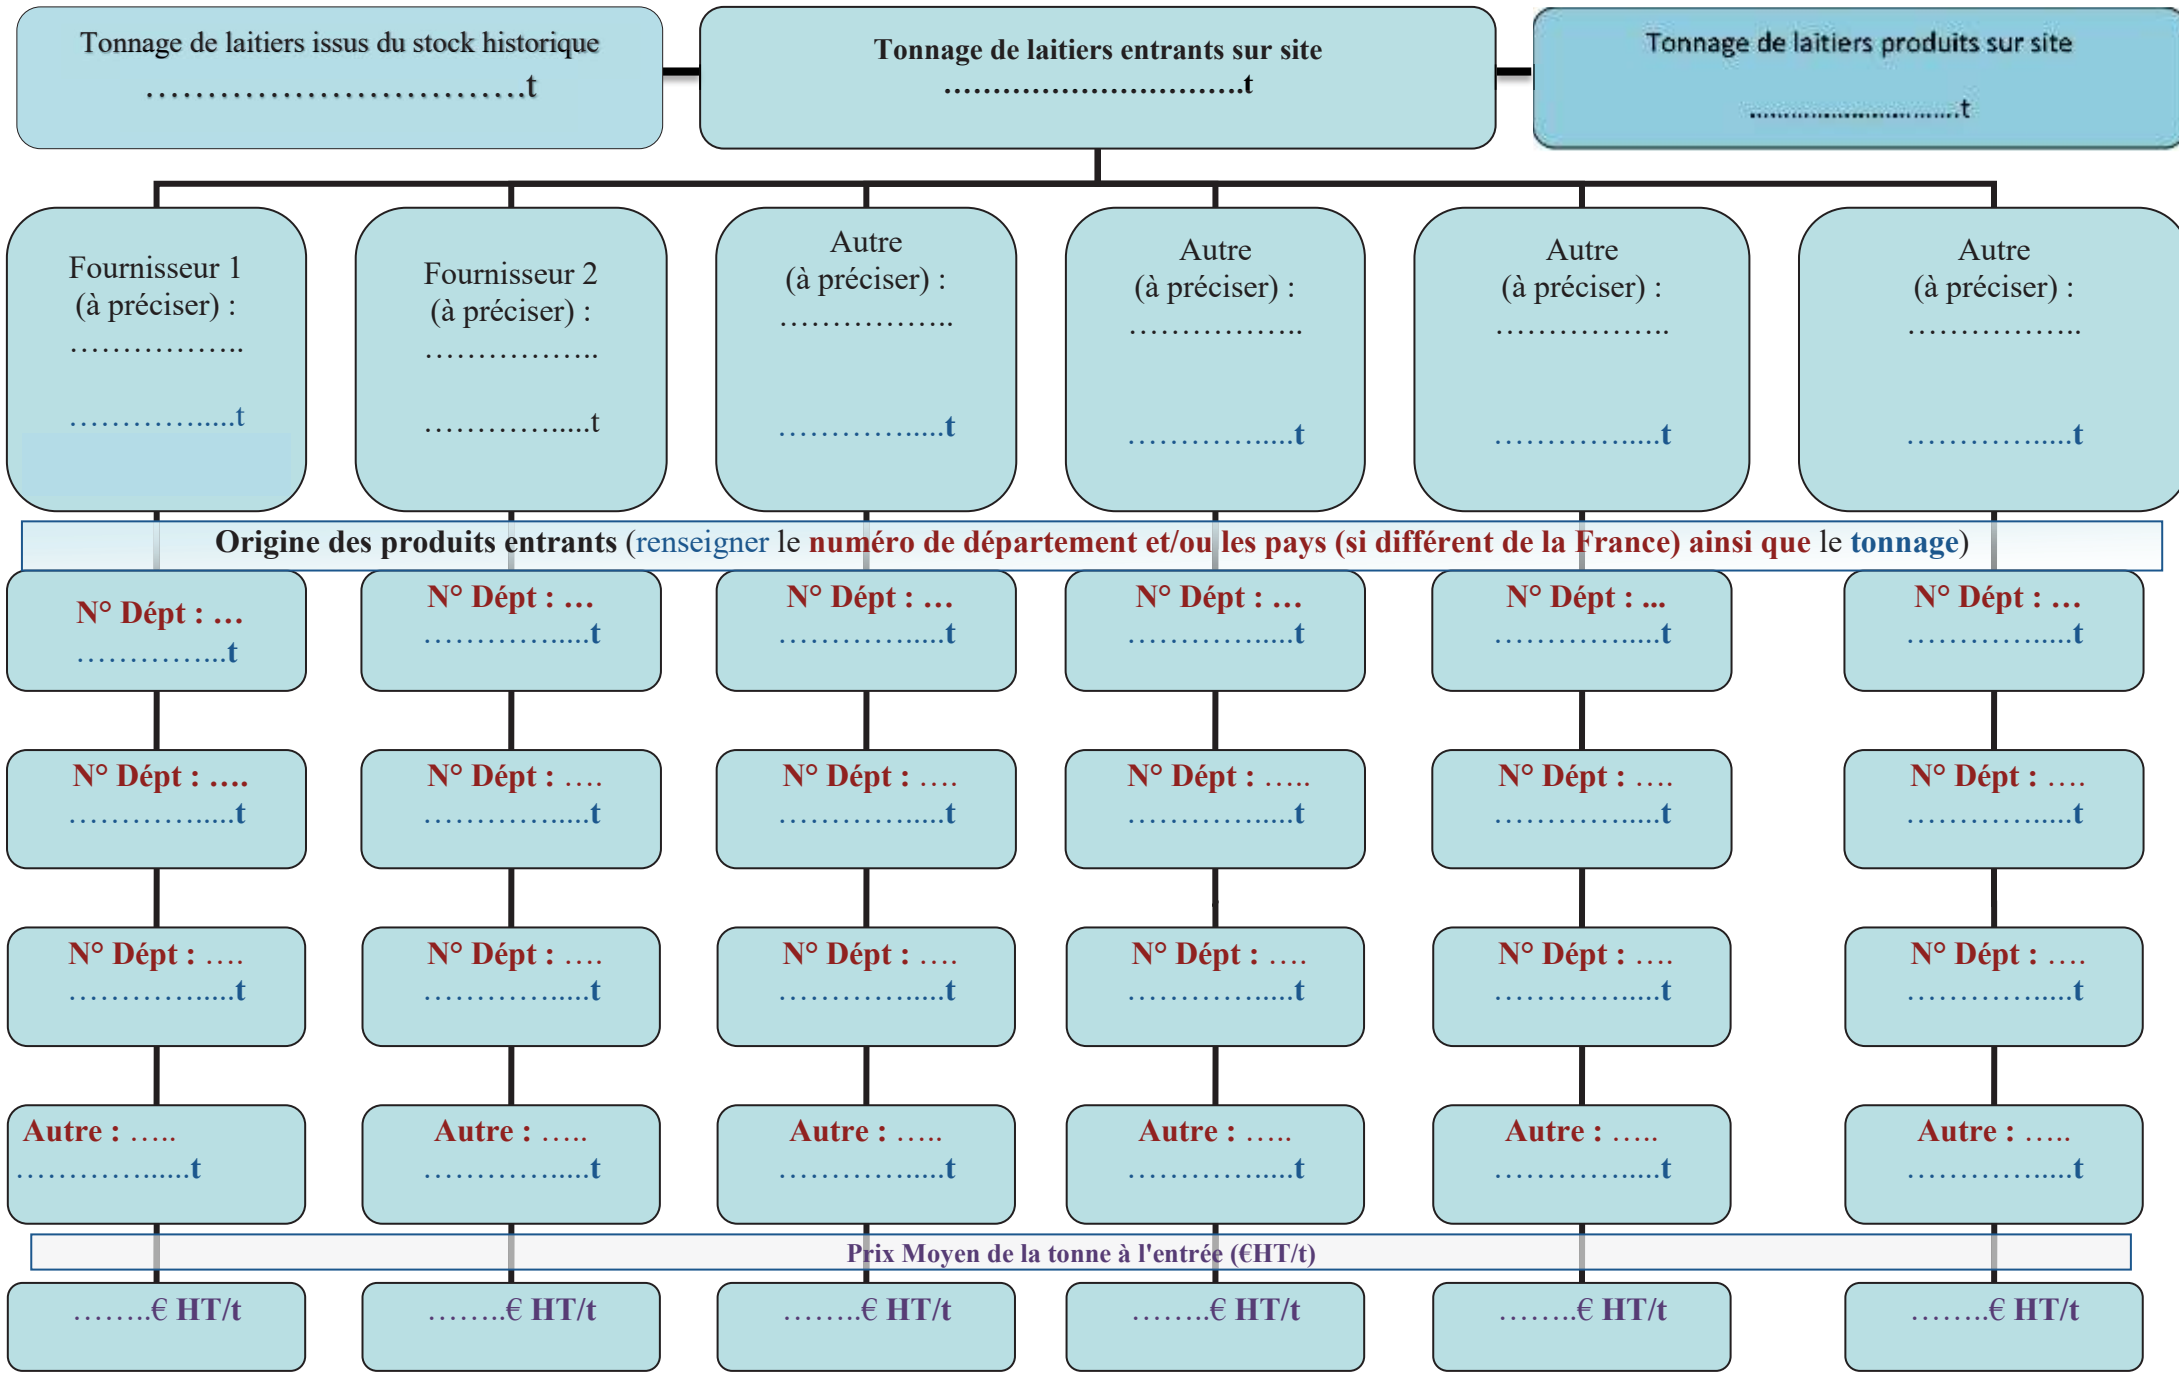 Tonnage de laitiers issus du stock historique
…………………………….t
Tonnage de laitiers entrants sur site
………………………….t
Tonnage de laitiers produits sur site
………………………….t
Fournisseur 1
(à préciser) :
……………..
………….....t
Fournisseur 2
(à préciser) :
……………..
………….....t
Autre
(à préciser) :
……………..
………….....t
Autre
(à préciser) :
……………..
………….....t
Autre
(à préciser) :
……………..
………….....t
Autre
(à préciser) :
……………..
………….....t
Origine des produits entrants (renseigner le numéro de département et/ou les pays (si différent de la France) ainsi que le tonnage)
N° Dépt : …
…………...t
N° Dépt : …
………….....t
N° Dépt : …
………….....t
N° Dépt : …
………….....t
N° Dépt : ...
………….....t
N° Dépt : …
………….....t
N° Dépt : ….
………….....t
N° Dépt : ….
………….....t
N° Dépt : ….
………….....t
N° Dépt : …..
………….....t
N° Dépt : ….
………….....t
N° Dépt : ….
………….....t
N° Dépt : ….
………….....t
N° Dépt : ….
………….....t
N° Dépt : ….
………….....t
N° Dépt : ….
………….....t
N° Dépt : ….
………….....t
N° Dépt : ….
………….....t
Autre : …..
…………......t
Autre : …..
………….....t
Autre : …..
………….....t
Autre : …..
………….....t
Autre : …..
………….....t
Autre : …..
………….....t
Prix Moyen de la tonne à l'entrée (€HT/t)
……..€ HT/t
……..€ HT/t
……..€ HT/t
……..€ HT/t
……..€ HT/t
……..€ HT/t